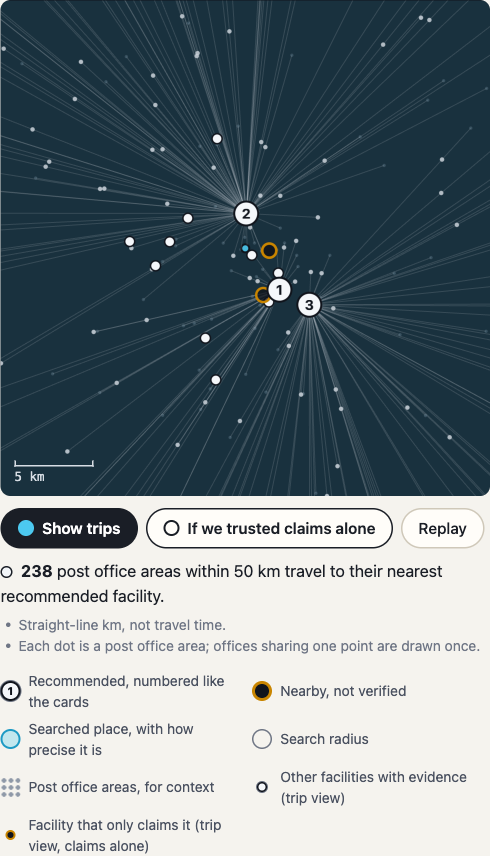 2
1
3
5 km
Show trips
If we trusted claims alone
Replay
238 post office areas within 50 km travel to their nearest
recommended facility.
• Straight-line km, not travel time.
• Each dot is a post office area; offices sharing one point are drawn once.
1 Recommended, numbered like
the cards
Nearby, not verified
Searched place, with how
precise it is
Search radius
Post office areas, for context
Other facilities with evidence
(trip view)
Facility that only claims it (trip
view, claims alone)